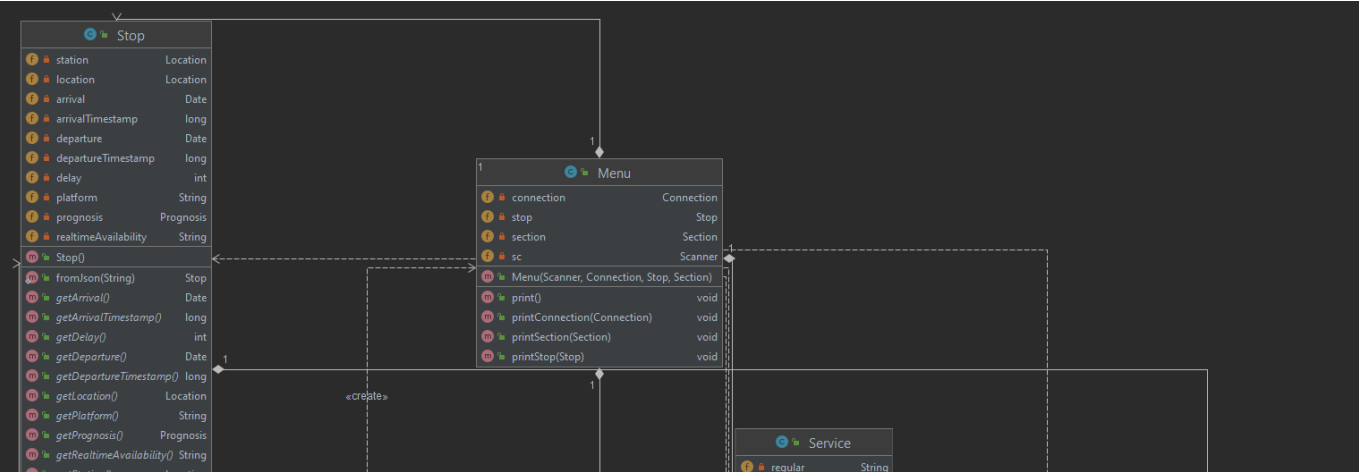 Stop
station Location
location Location
arrival Date
arrivalTimestamp long
departure Date
departureTimestamp long
delay int
platform String
prognosis Prognosis
realtimeAvailability String
Stop()
fromJson(String) Stop
getArrival() Date
getArrivalTimestamp() long
getDelay() int
getDeparture() Date
getDepartureTimestamp() long
getLocation() Location
getPlatform() String
getPrognosis() Prognosis
getRealtimeAvailability() String
1
1
1
Menu
connection Connection
stop Stop
section Section
sc Scanner
Menu(Scanner, Connection, Stop, Section)
print() void
printConnection(Connection) void
printSection(Section) void
printStop(Stop) void
1
1
«create»
Service
regular String